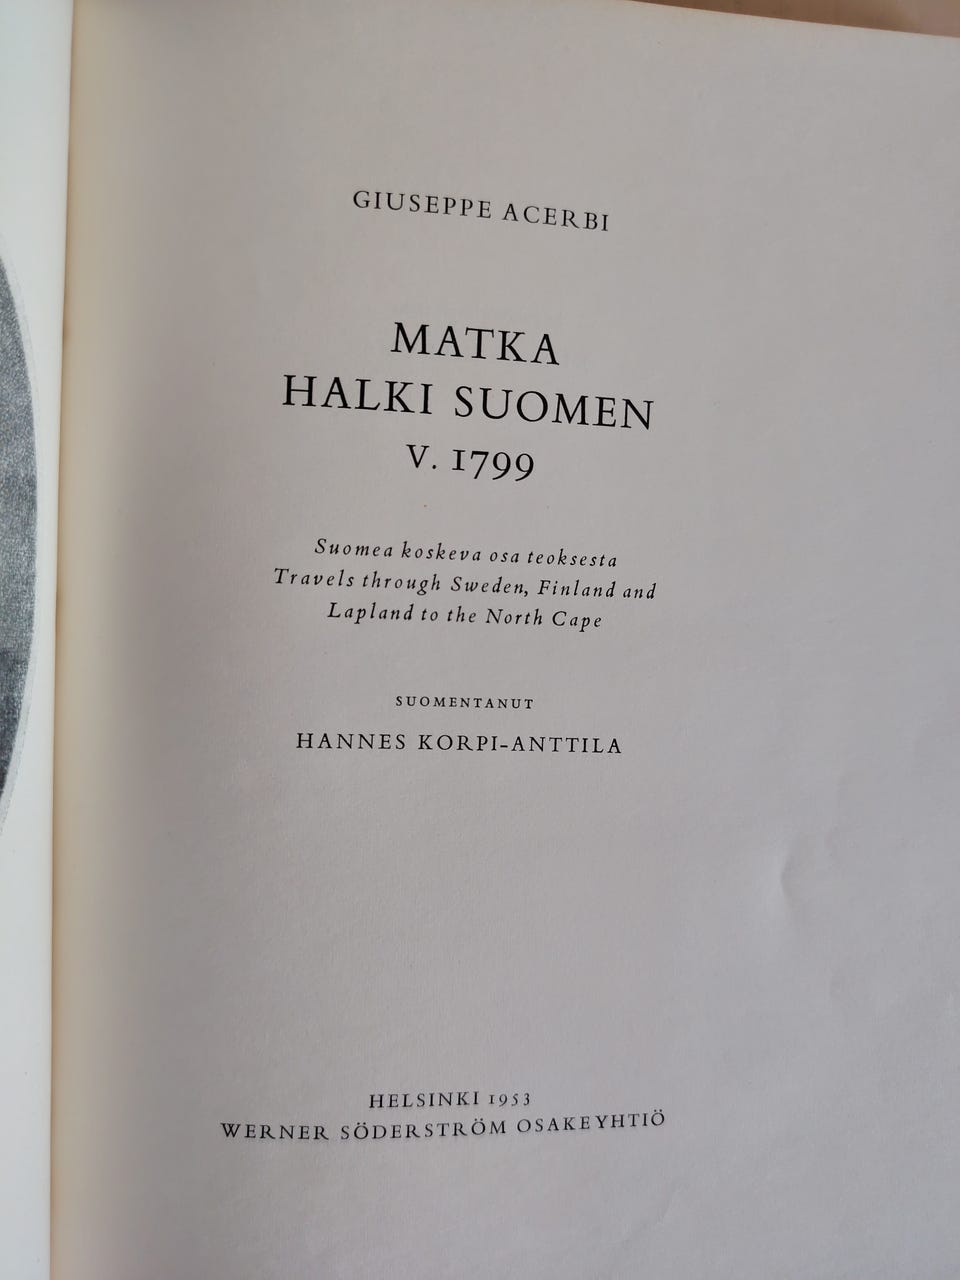 GIUSEPPE ACERBI
MATKA
HALKI SUOMEN
V. 1799
Suomea koskeva osa teoksesta
Travels through Sweden, Finland and
Lapland to the North Cape
SUOMENTANUT
HANNES KORPI-ANTTILA
HELSINKI 1953
WERNER SÖDERSTRÖM OSAKEYHTIÖ